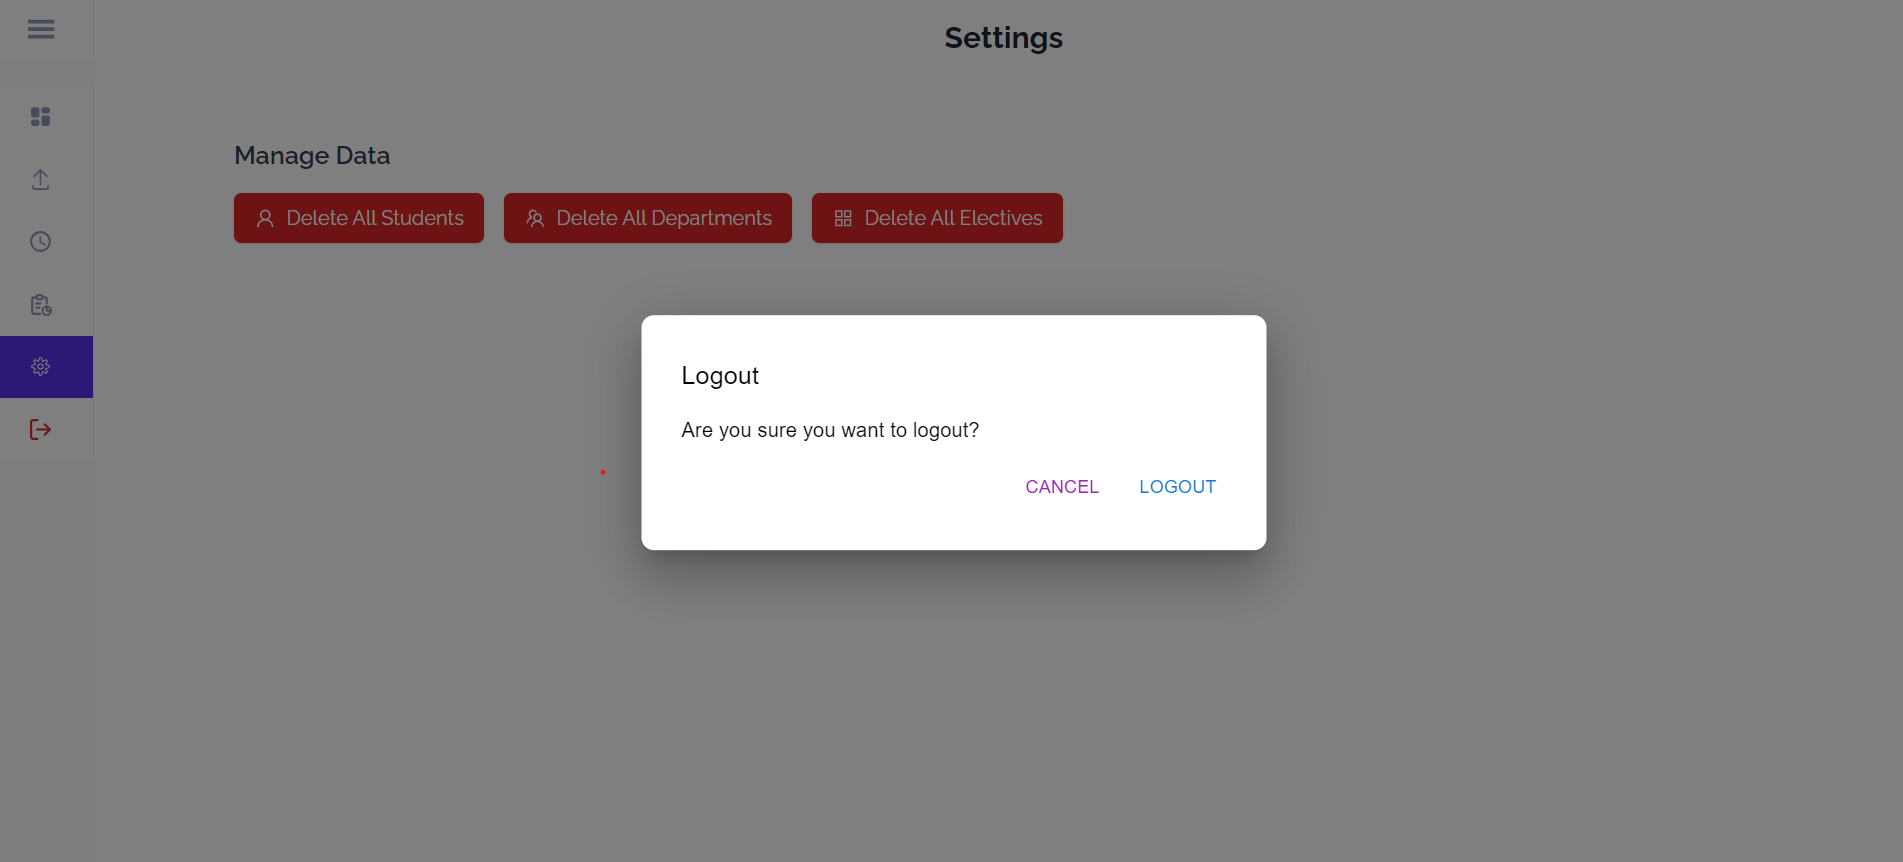 Settings
Manage Data
Delete All Students Delete All Departments Delete All Electives
Logout
Are you sure you want to logout?
CANCEL LOGOUT